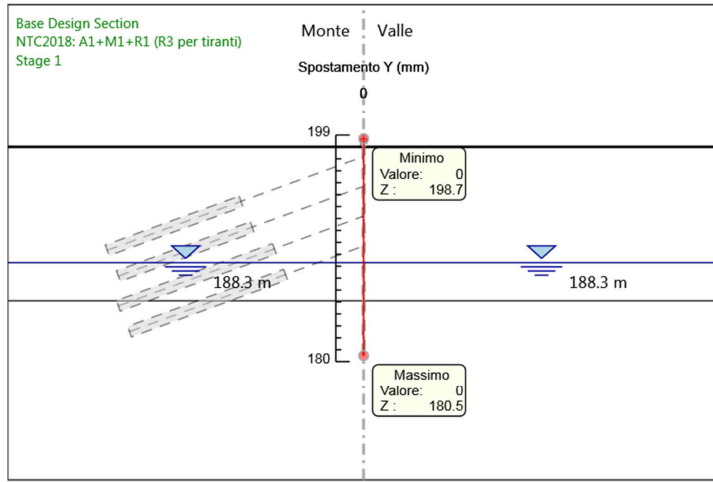 Base Design Section
NTC2018: A1+M1+R1 (R3 per tiranti)
Stage 1
Monte
Valle
Spostamento Y (mm)
0
199
Minimo
Valore: 0
Z : 198.7
188.3 m
188.3 m
180
Massimo
Valore: 0
Z : 180.5